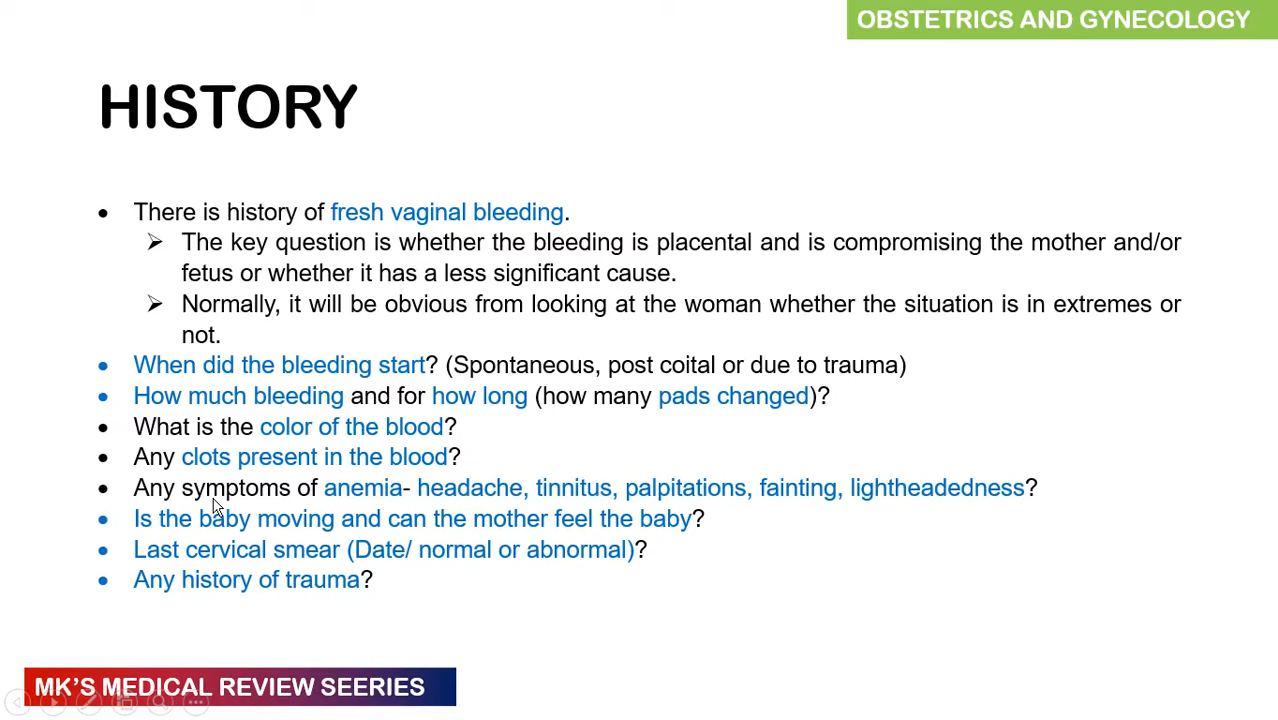 OBSTETRICS AND GYNECOLOGY
HISTORY
• There is history of fresh vaginal bleeding.
➢ The key question is whether the bleeding is placental and is compromising the mother and/or
fetus or whether it has a less significant cause.
➢ Normally, it will be obvious from looking at the woman whether the situation is in extremes or
not.
• When did the bleeding start? (Spontaneous, post coital or due to trauma)
• How much bleeding and for how long (how many pads changed)?
• What is the color of the blood?
• Any clots present in the blood?
• Any symptoms of anemia- headache, tinnitus, palpitations, fainting, lightheadedness?
• Is the baby moving and can the mother feel the baby?
• Last cervical smear (Date/ normal or abnormal)?
• Any history of trauma?
MK'S MEDICAL REVIEW SEERIES